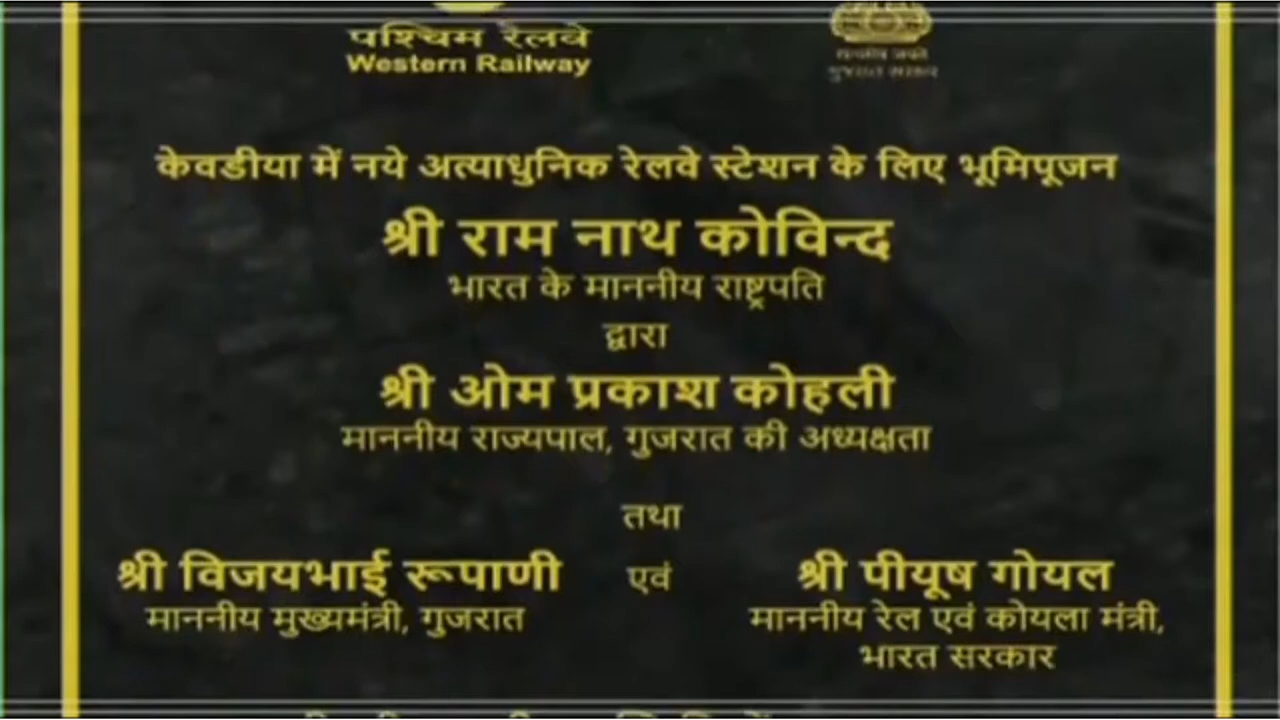 पश्चिम रेलवे
Western Railway
केवडीया में नये अत्याधुनिक रेलवे स्टेशन के लिए भूमिपूजन
श्री राम नाथ कोविन्द
भारत के माननीय राष्ट्रपति
द्वारा
श्री ओम प्रकाश कोहली
माननीय राज्यपाल, गुजरात की अध्यक्षता
तथा
श्री विजयभाई रूपाणी एवं श्री पीयूष गोयल
माननीय मुख्यमंत्री, गुजरात माननीय रेल एवं कोयला मंत्री,
भारत सरकार